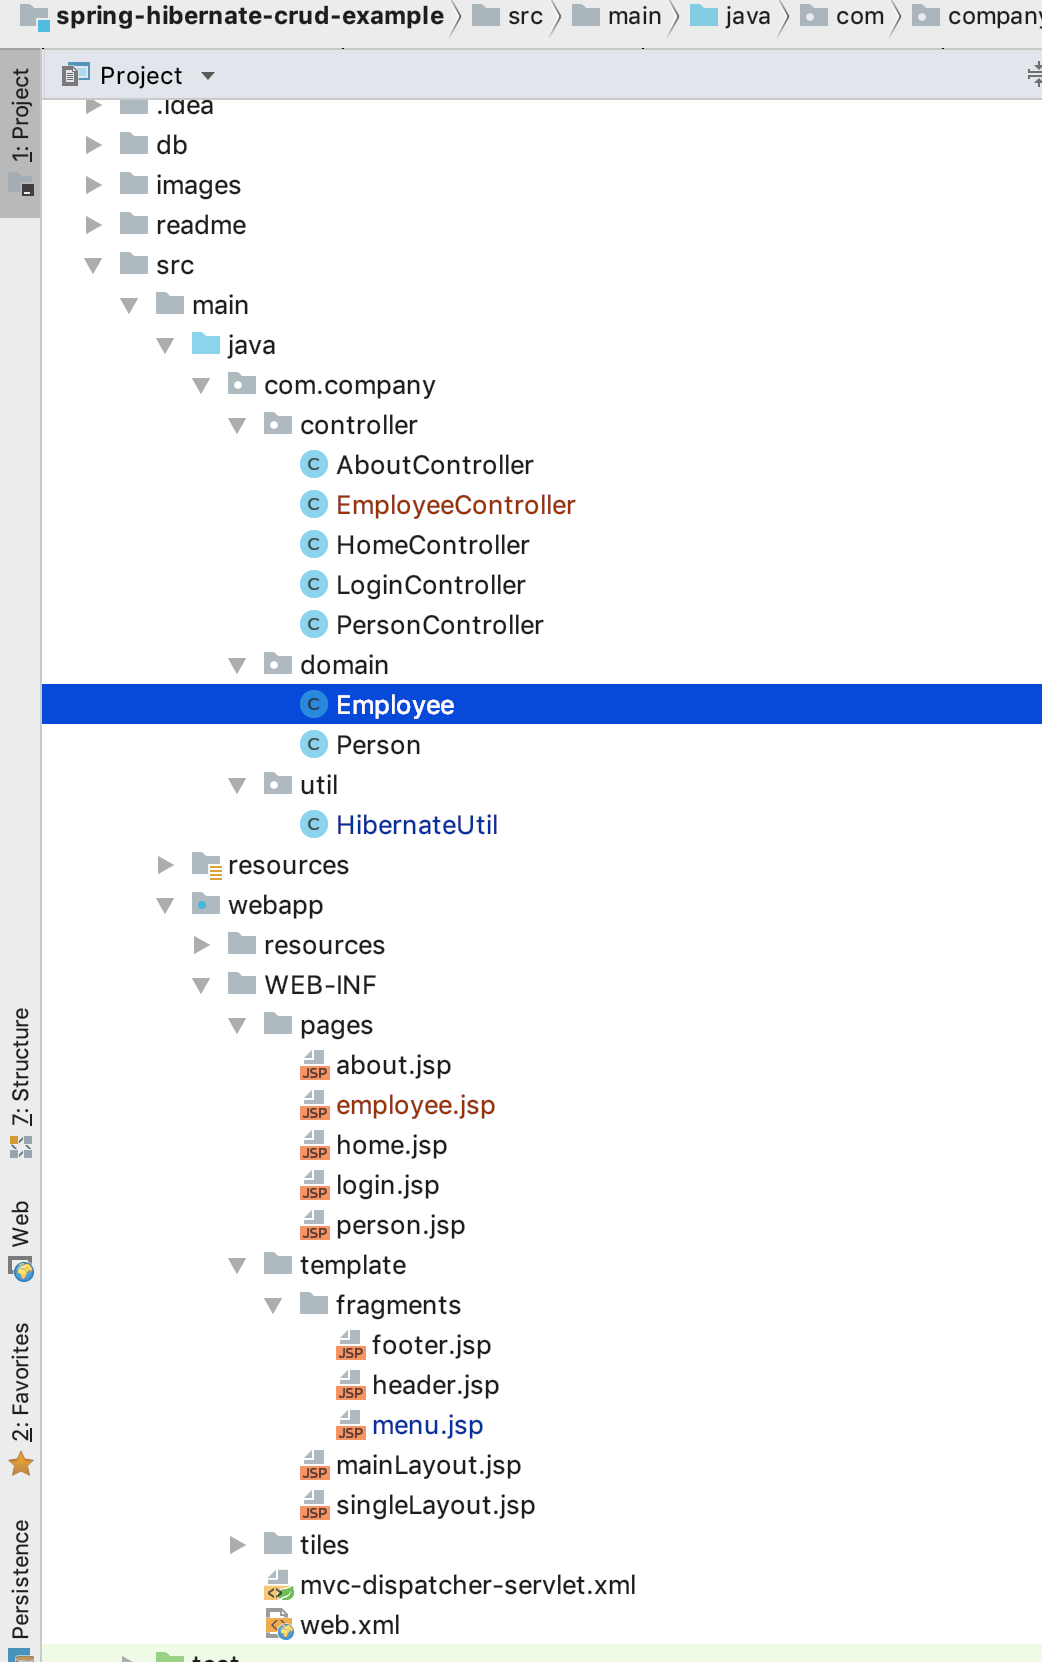 spring-hibernate-crud-example src main java com company
Project
.idea
db
images
readme
src
main
java
com.company
controller
C AboutController
C EmployeeController
C HomeController
C LoginController
C PersonController
domain
C Employee
C Person
util
C HibernateUtil
resources
webapp
resources
WEB-INF
pages
JSP about.jsp
JSP employee.jsp
JSP home.jsp
JSP login.jsp
JSP person.jsp
template
fragments
JSP footer.jsp
JSP header.jsp
JSP menu.jsp
JSP mainLayout.jsp
JSP singleLayout.jsp
tiles
mvc-dispatcher-servlet.xml
web.xml
test
1: Project
7: Structure
Web
2: Favorites
Persistence